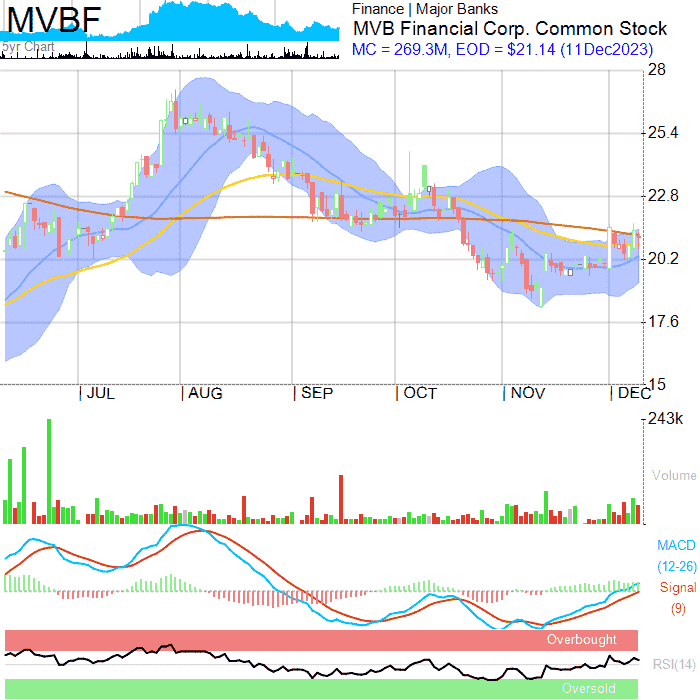 MVBF
5yr Chart
Finance | Major Banks
MVB Financial Corp. Common Stock
MC = 269.3M, EOD = $21.14 (11Dec2023)
28
25.4
22.8
20.2
17.6
15
| JUL | AUG | SEP | OCT | NOV | DEC
243k
Volume
MACD
(12-26)
Signal
(9)
Overbought
RSI(14)
Oversold